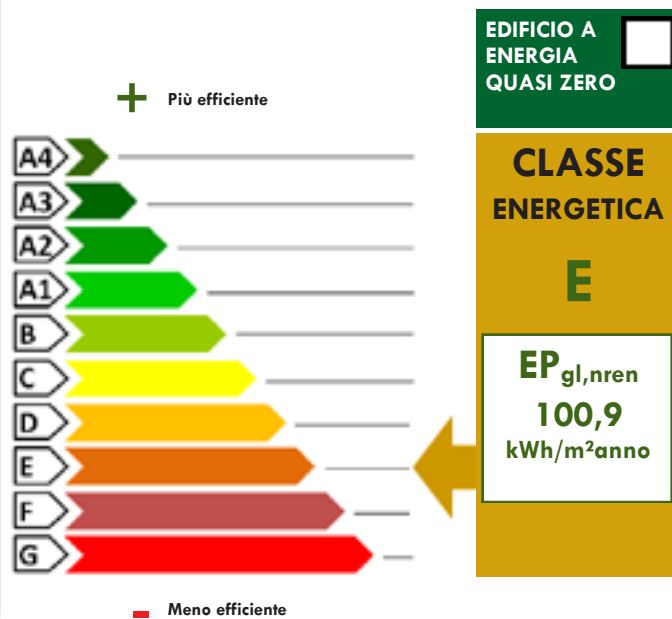 EDIFICIO A
ENERGIA
QUASI ZERO
+ Più efficiente
A4
A3
A2
A1
B
C
D
E
F
G
- Meno efficiente
CLASSE
ENERGETICA
E
EPgl,nren
100,9
kWh/m²anno